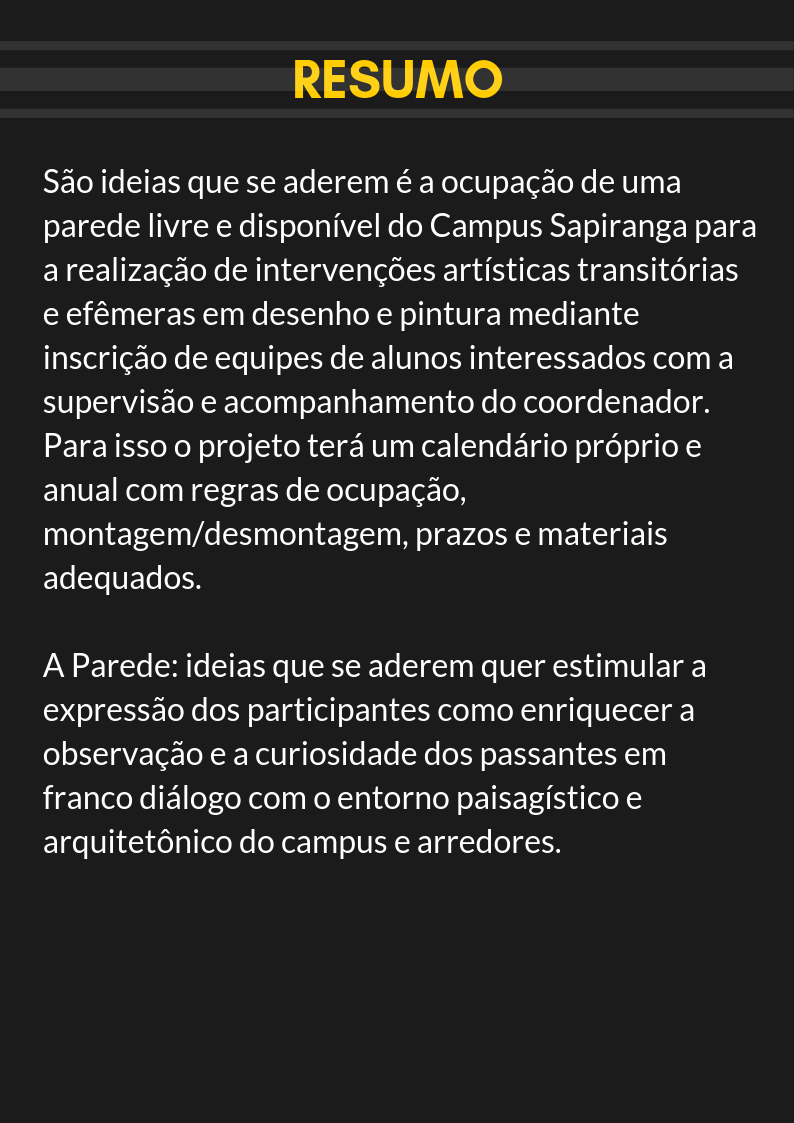 RESUMO
São ideias que se aderem é a ocupação de uma
parede livre e disponível do Campus Sapiranga para
a realização de intervenções artísticas transitórias
e efêmeras em desenho e pintura mediante
inscrição de equipes de alunos interessados com a
supervisão e acompanhamento do coordenador.
Para isso o projeto terá um calendário próprio e
anual com regras de ocupação,
montagem/desmontagem, prazos e materiais
adequados.
A Parede: ideias que se aderem quer estimular a
expressão dos participantes como enriquecer a
observação e a curiosidade dos passantes em
franco diálogo com o entorno paisagístico e
arquitetônico do campus e arredores.